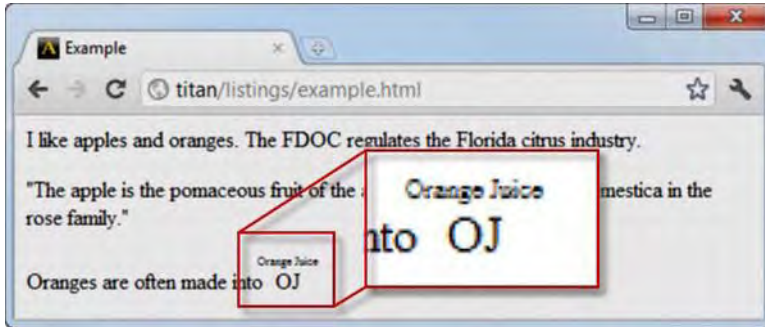 Example
titan/listings/example.html
I like apples and oranges. The FDOC regulates the Florida citrus industry.
"The apple is the pomaceous fruit of the a
mestica in the
rose family."
Orange Juice
Oranges are often made into OJ
Orange Juice
nto OJ